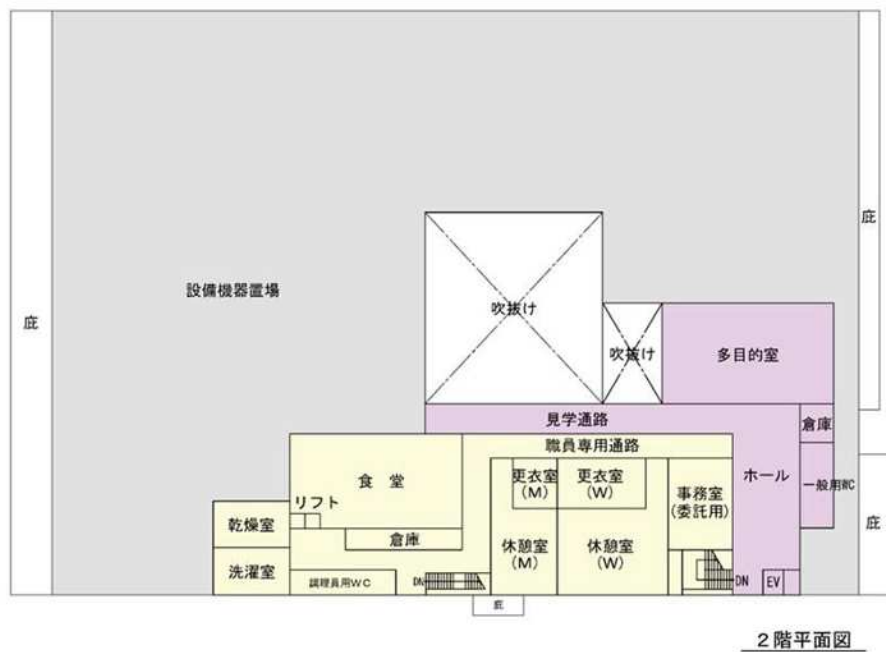 庇
庇
設備機器置場
吹抜け
吹抜け
多目的室
見学通路
倉庫
職員専用通路
食 堂
更衣室
(M)
更衣室
(W)
事務室
(委託用)
ホール
一般用WC
リフト
乾燥室
倉庫
休憩室
(M)
休憩室
(W)
庇
洗濯室
調理員用WC
DN
DN
EV
庇
2階平面図